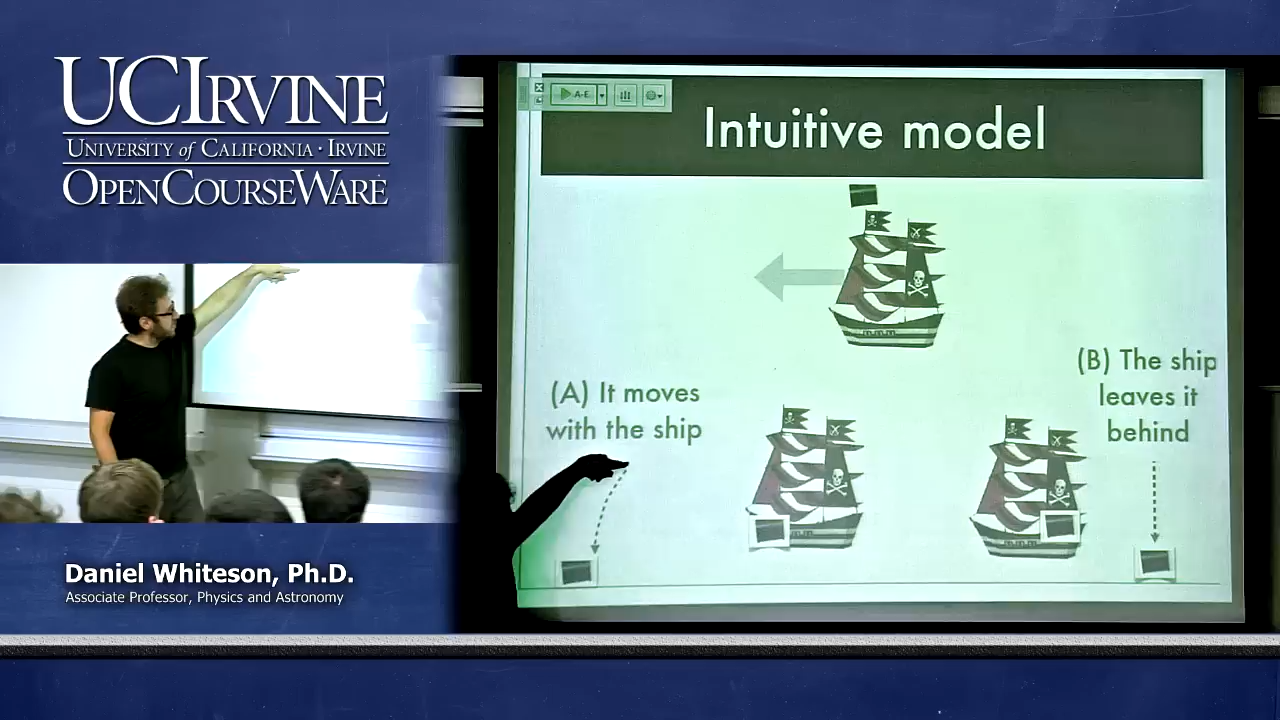 UCIRVINE
UNIVERSITY of CALIFORNIA · IRVINE
OPENCOURSEWARE
Daniel Whiteson, Ph.D.
Associate Professor, Physics and Astronomy
A-E
Intuitive model
(A) It moves
with the ship
(B) The ship
leaves it
behind